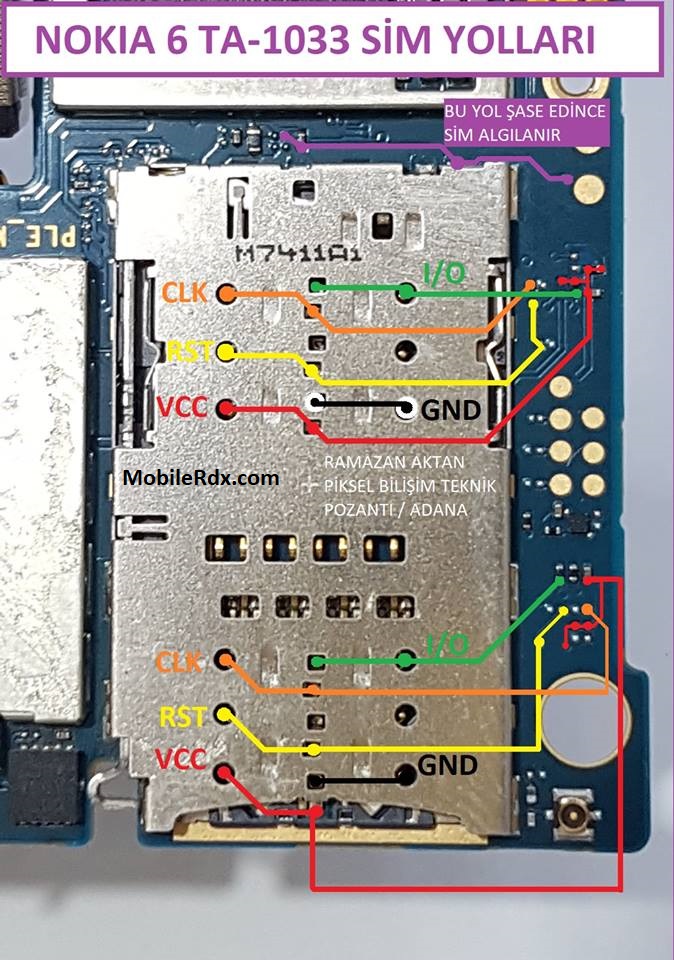 NOKIA 6 TA-1033 SİM YOLLARI
BU YOL ŞASE EDİNCE
SİM ALGILANIR
PLE_
M7411A1
CLK
I/O
RST
VCC
GND
MobileRdx.com
RAMAZAN AKTAN
PİKSEL BİLİŞİM TEKNİK
POZANTI / ADANA
I/O
CLK
RST
VCC
GND